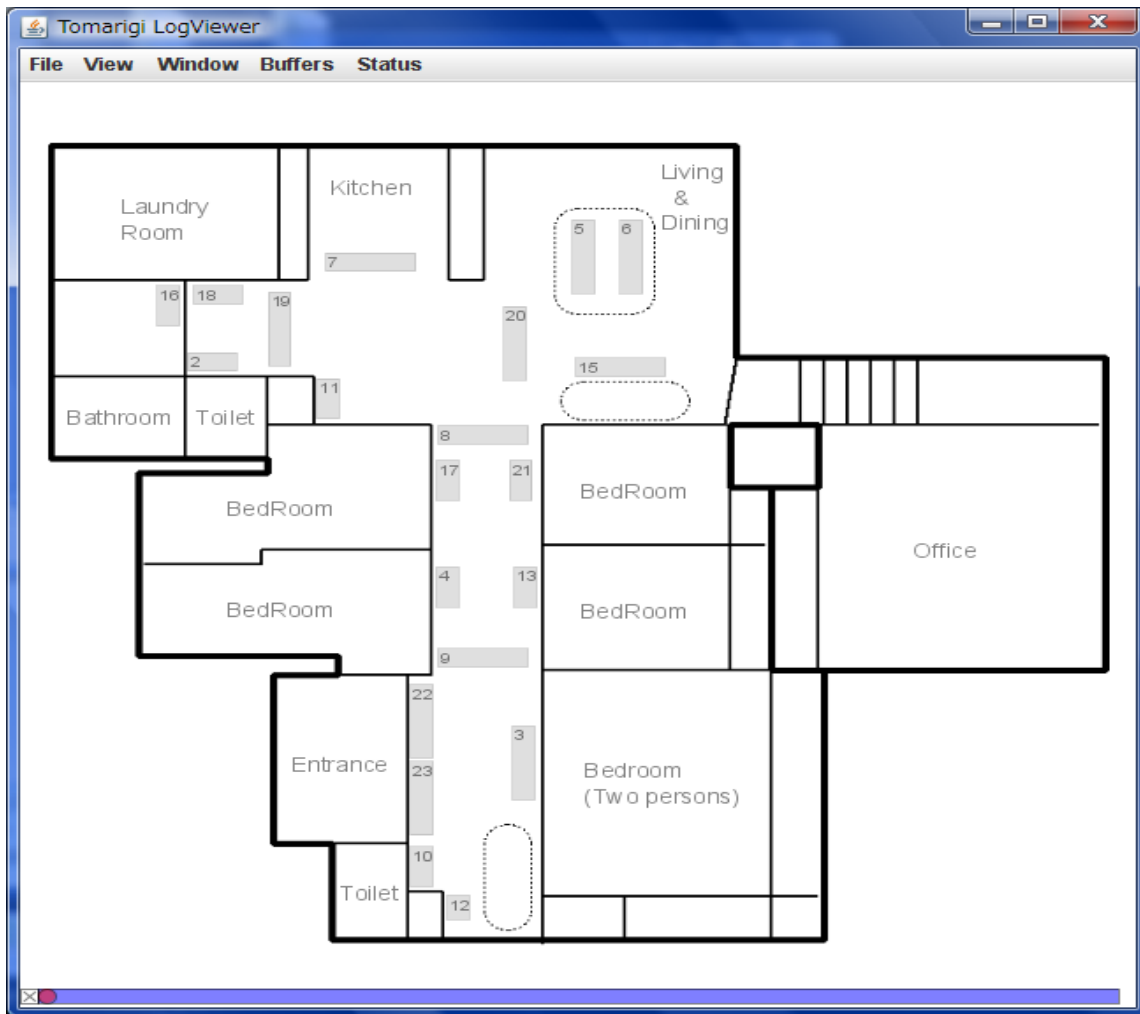 Tomarigi LogViewer
File View Window Buffers Status
Living
&
Dining
Kitchen
Laundry
Room
5 6
7
16 18 19
20
2
15
11
Bathroom Toilet
8
17 21
BedRoom
BedRoom
Office
4 13
BedRoom
BedRoom
9
22
3
Entrance
23
Bedroom
(Two persons)
10
Toilet
12